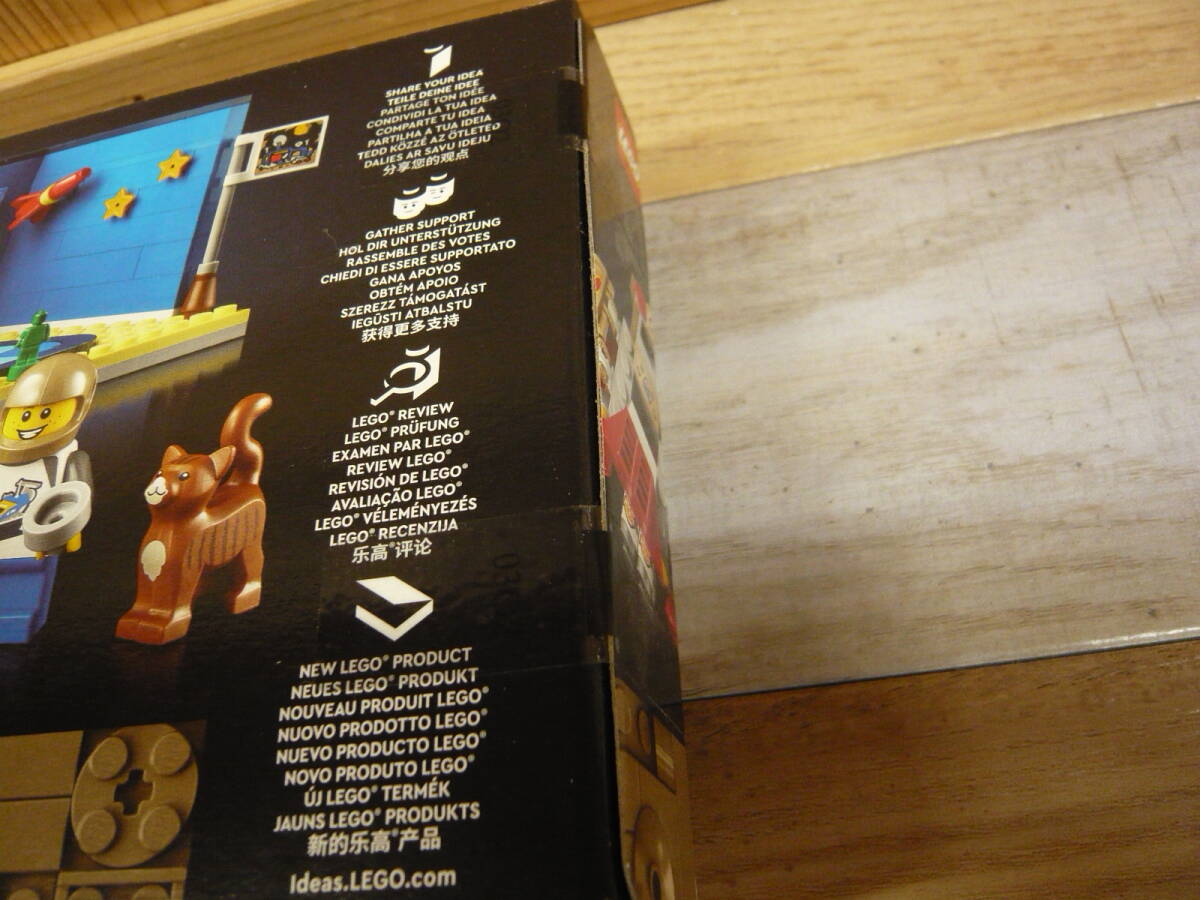 SHARE YOUR IDEA
TEILE DEINE IDEE
PARTAGE TON IDÉE
CONDIVIDI LA TUA IDEA
COMPARTE TU IDEA
PARTILHA A TUA IDEIA
TEDD KÖZZÉ AZ ÖTLETED
DALIES AR SAVU IDEJU
分享您的观点
GATHER SUPPORT
HOL DIR UNTERSTÜTZUNG
RASSEMBLE DES VOTES
CHIEDI DI ESSERE SUPPORTATO
GANA APOYOS
OBTÉM APOIO
SZEREZZ TÁMOGATÁST
IEGŪSTI ATBALSTU
获得更多支持
LEGO® REVIEW
LEGO® PRÜFUNG
EXAMEN PAR LEGO®
REVIEW LEGO®
REVISIÓN DE LEGO®
AVALIAÇÃO LEGO®
LEGO® VÉLEMÉNYEZÉS
LEGO® RECENZIJA
乐高®评论
NEW LEGO® PRODUCT
NEUES LEGO® PRODUKT
NOUVEAU PRODUIT LEGO®
NUOVO PRODOTTO LEGO®
NUEVO PRODUCTO LEGO®
NOVO PRODUTO LEGO®
ÚJ LEGO® TERMÉK
JAUNS LEGO® PRODUKTS
新的乐高®产品
Ideas.LEGO.com